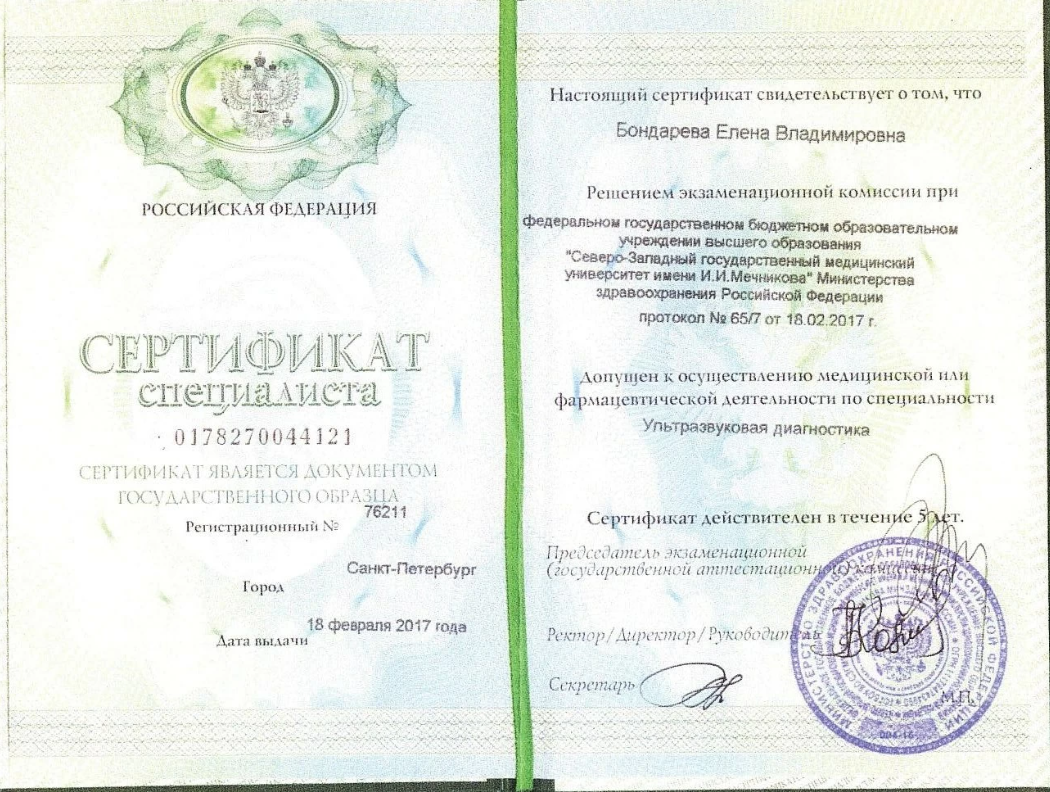 РОССИЙСКАЯ ФЕДЕРАЦИЯ
СЕРТИФИКАТ
специалиста
0178270044121
СЕРТИФИКАТ ЯВЛЯЕТСЯ ДОКУМЕНТОМ
ГОСУДАРСТВЕННОГО ОБРАЗЦА
Регистрационный № 76211
Город Санкт-Петербург
Дата выдачи 18 февраля 2017 года
Настоящий сертификат свидетельствует о том, что
Бондарева Елена Владимировна
Решением экзаменационной комиссии при
федеральном государственном бюджетном образовательном
учреждении высшего образования
"Северо-Западный государственный медицинский
университет имени И.И.Мечникова" Министерства
здравоохранения Российской Федерации
протокол № 65/7 от 18.02.2017 г.
Допущен к осуществлению медицинской или
фармацевтической деятельности по специальности
Ультразвуковая диагностика
Сертификат действителен в течение 5 лет.
Председатель экзаменационной
(государственной аттестационной) комиссии
Ректор/Директор/Руководитель
Секретарь
М.П.
МИНИСТЕРСТВО ЗДРАВООХРАНЕНИЯ РОССИЙСКОЙ ФЕДЕРАЦИИ